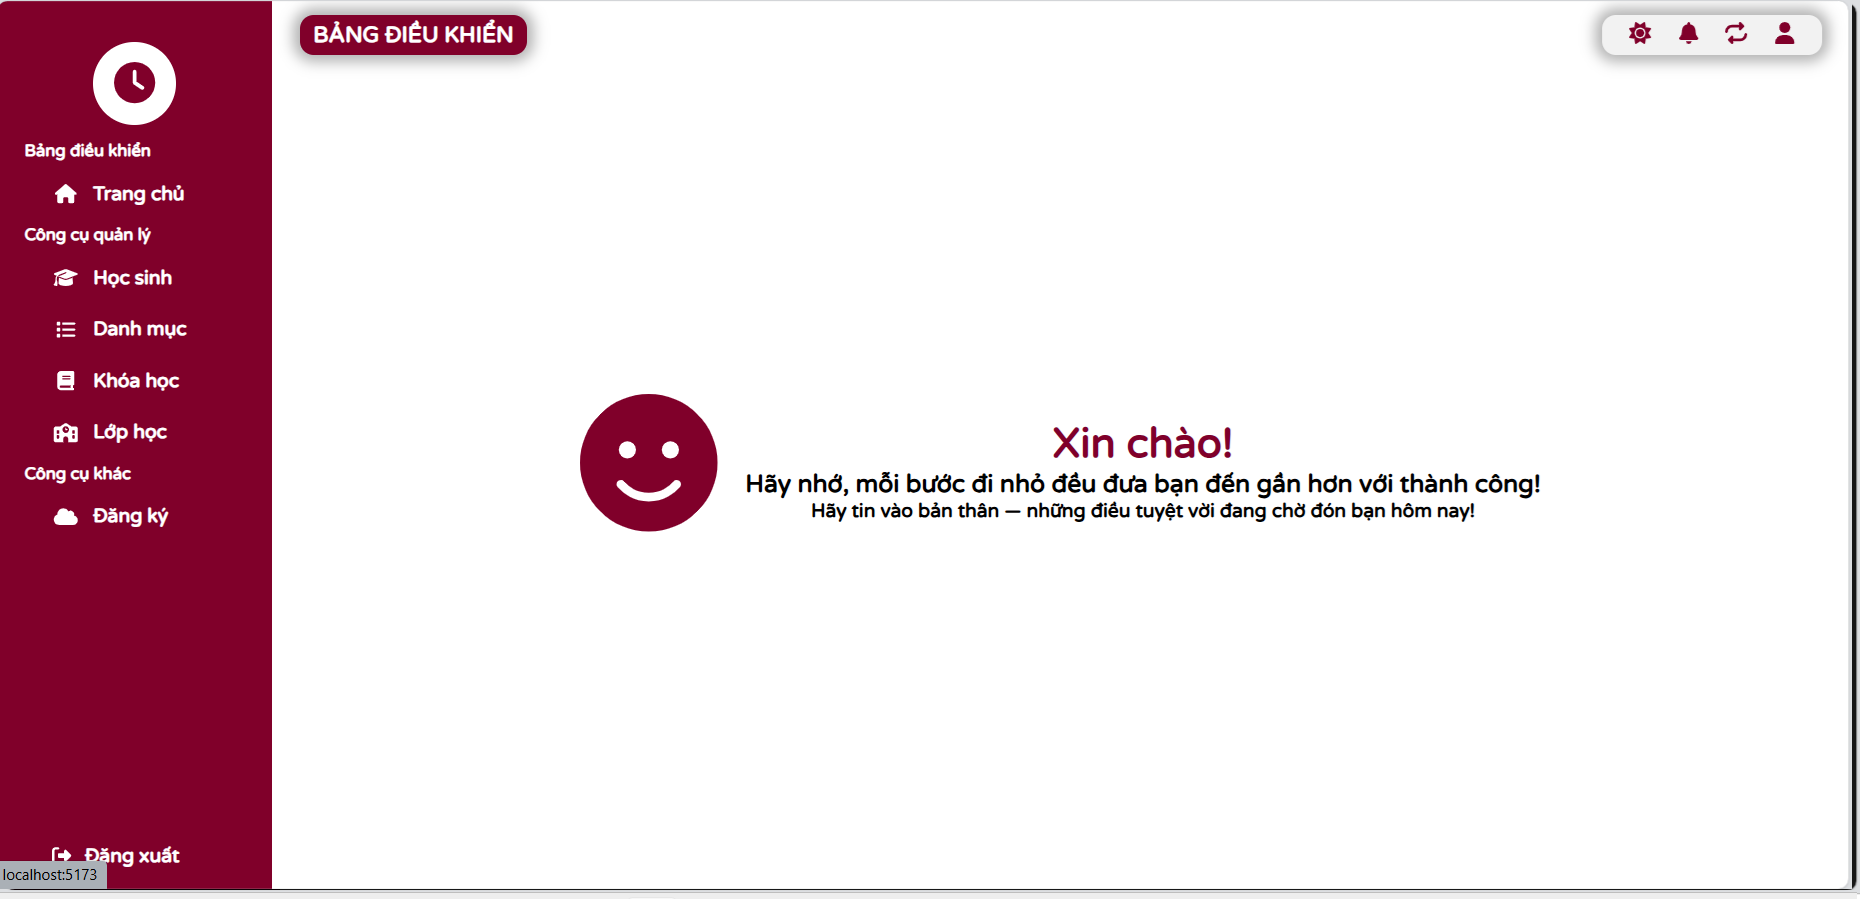 BẢNG ĐIỀU KHIỂN
Bảng điều khiển
Trang chủ
Công cụ quản lý
Học sinh
Danh mục
Khóa học
Lớp học
Công cụ khác
Đăng ký
Đăng xuất
localhost:5173
Xin chào!
Hãy nhớ, mỗi bước đi nhỏ đều đưa bạn đến gần hơn với thành công!
Hãy tin vào bản thân — những điều tuyệt vời đang chờ đón bạn hôm nay!